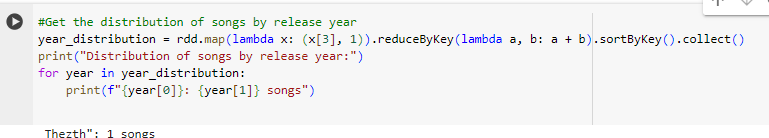 #Get the distribution of songs by release year
year_distribution = rdd.map(lambda x: (x[3], 1)).reduceByKey(lambda a, b: a + b).sortByKey().collect()
print("Distribution of songs by release year:")
for year in year_distribution:
    print(f"{year[0]}: {year[1]} songs")
Thezth": 1 songs